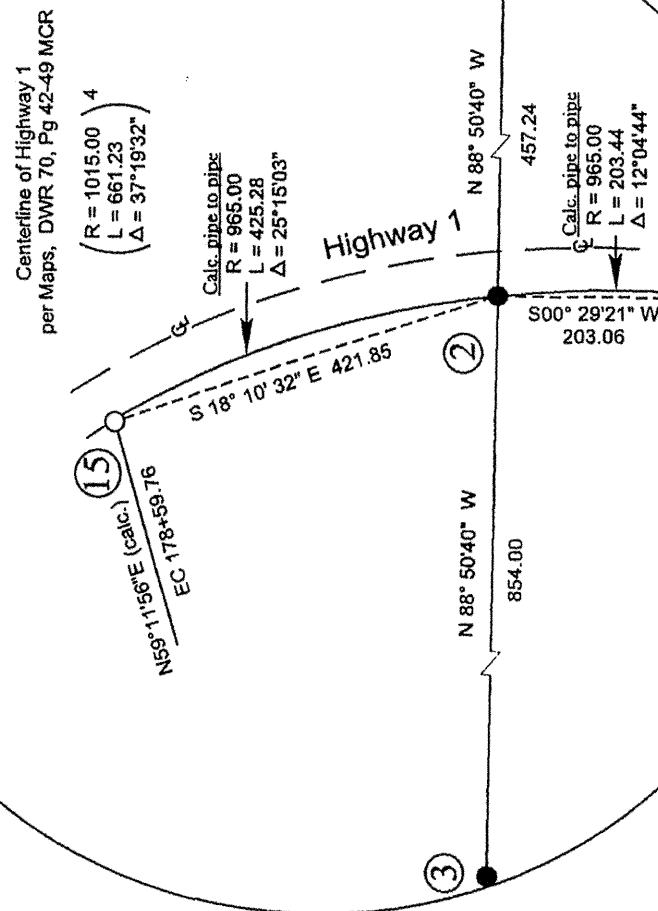 Centerline of Highway 1
per Maps, DWR 70, Pg 42-49 MCR
R = 1015.00
L = 661.23
Δ = 37°19'32"
4
Calc. pipe to pipe
R = 965.00
L = 425.28
Δ = 25°15'03"
Highway 1
N 88° 50'40" W
457.24
Calc. pipe to pipe
R = 965.00
L = 203.44
Δ = 12°04'44"
CL
CL
S 18° 10' 32" E 421.85
2
S00° 29'21" W
203.06
15
N59°11'56"E (calc.)
EC 178+59.76
N 88° 50'40" W
854.00
3